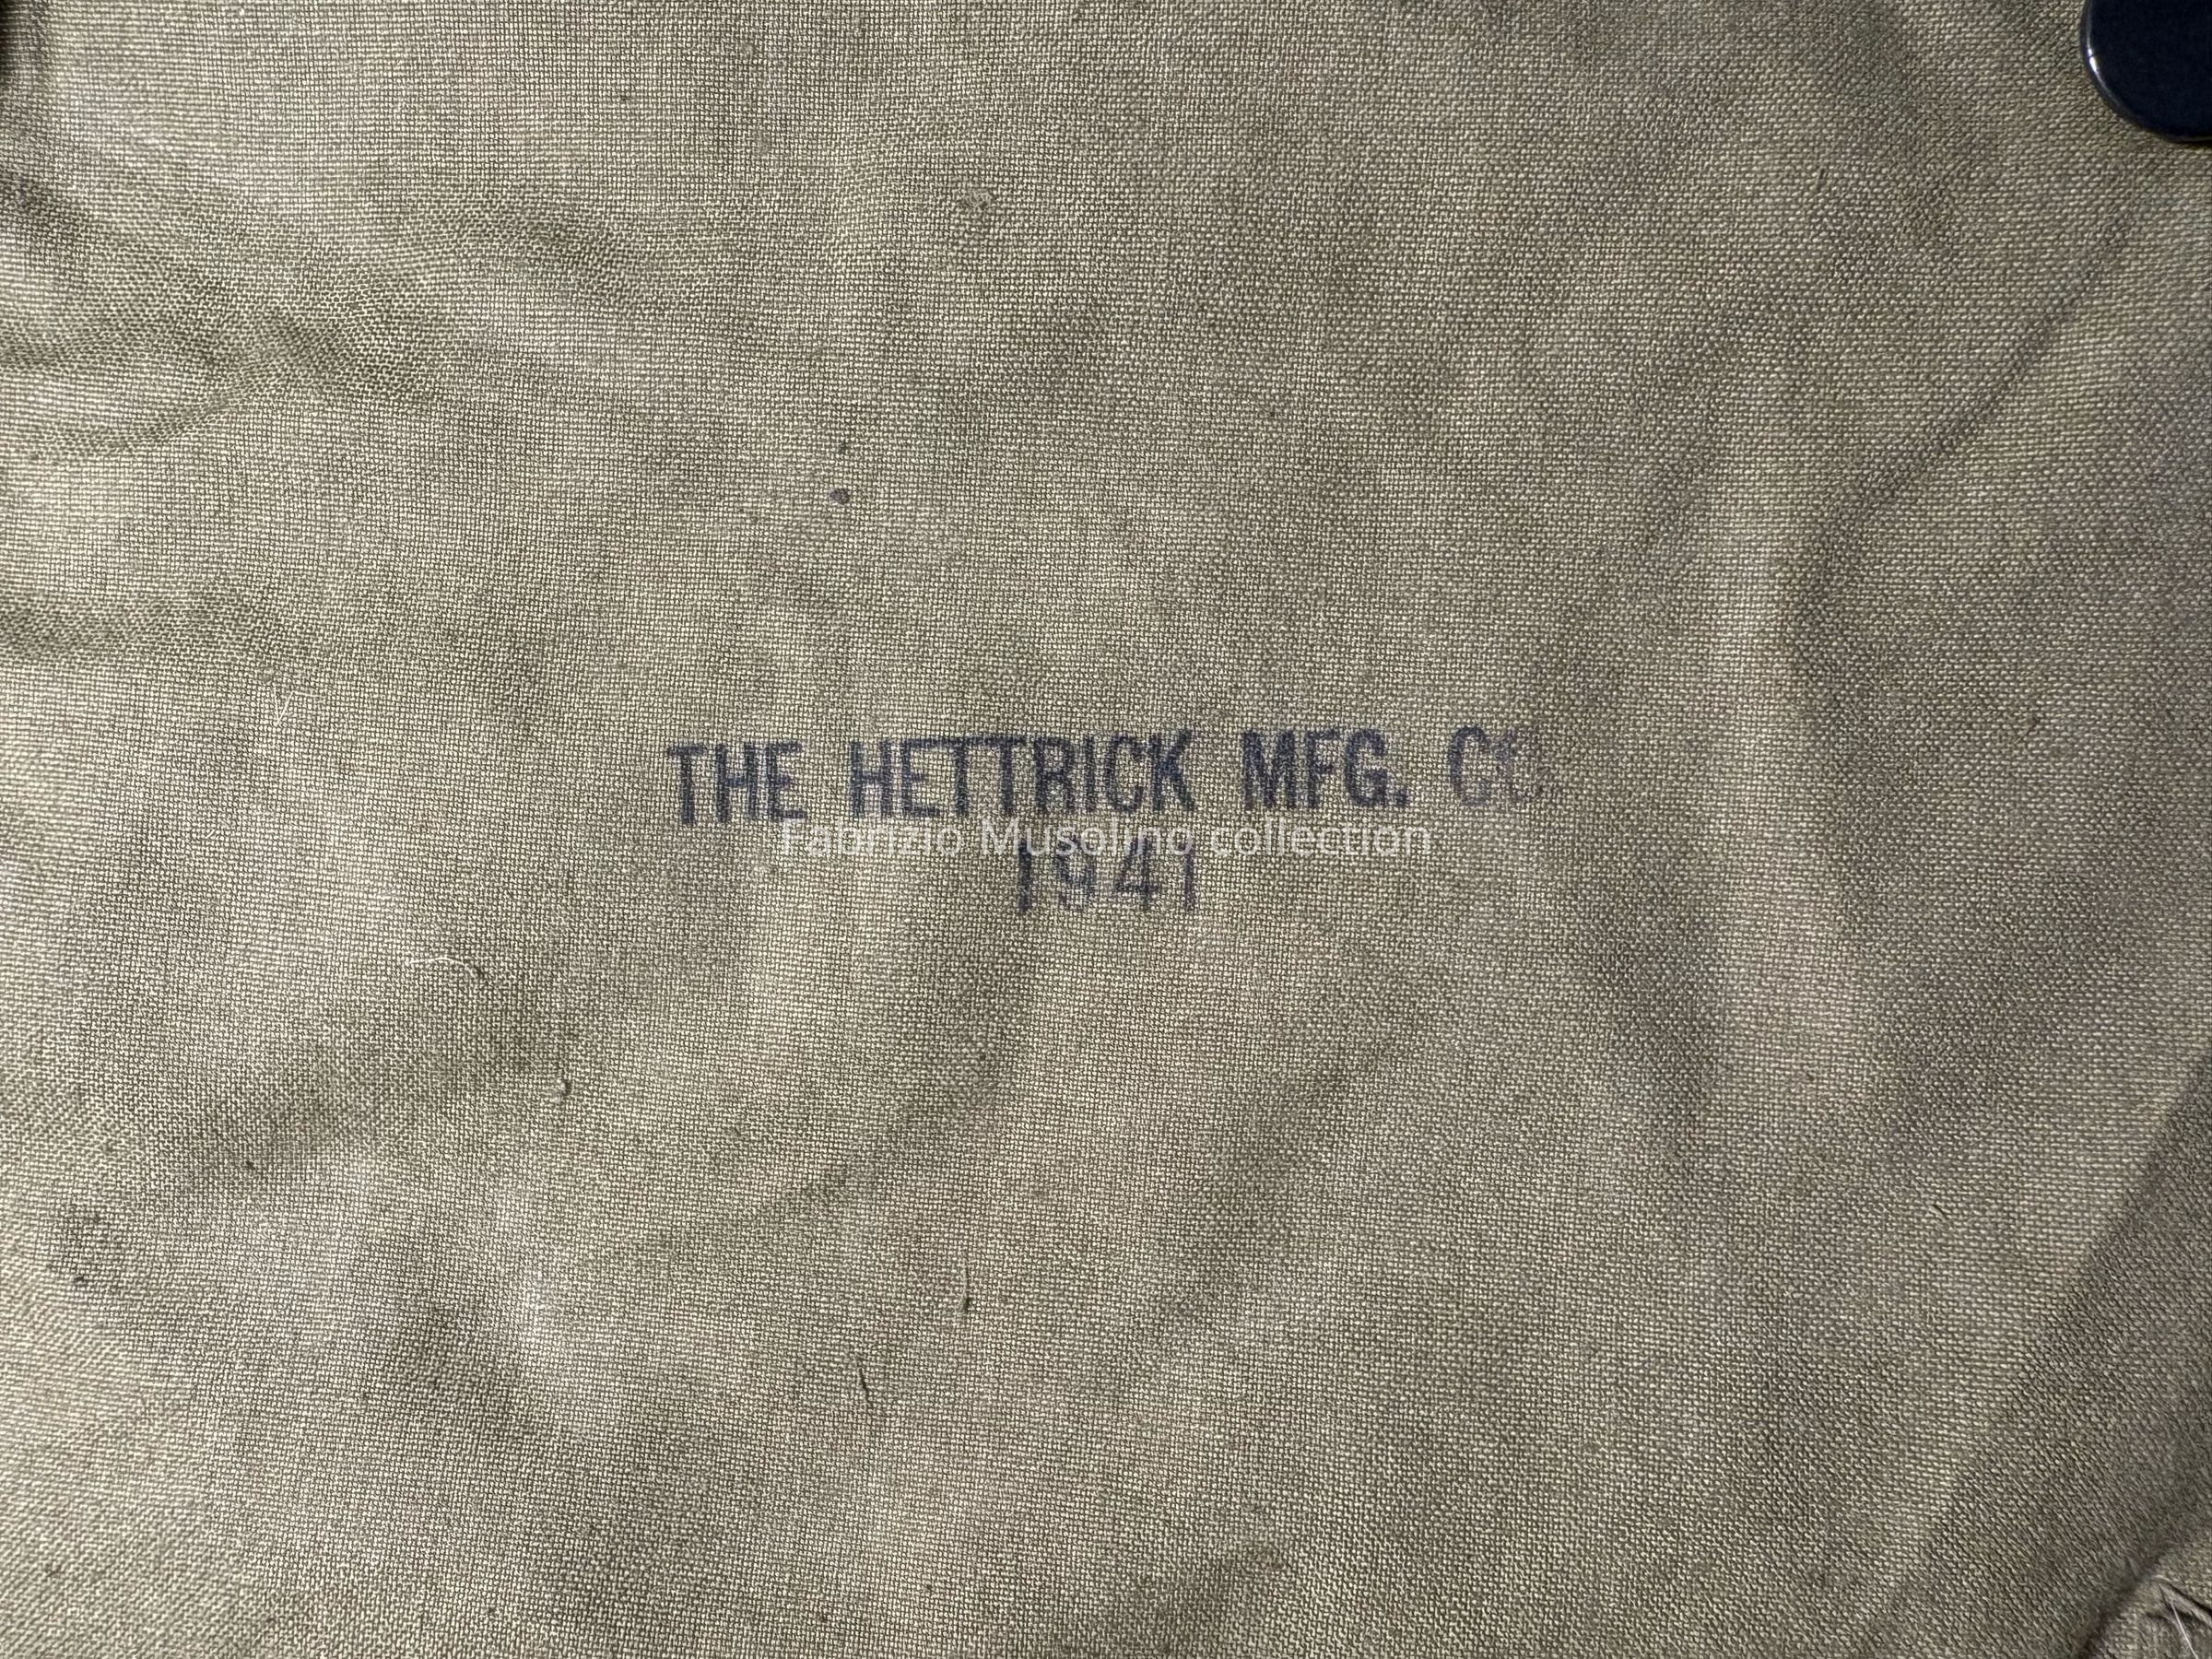 THE HETTRICK MFG. CO
Fabrizio Musolino collection
1941